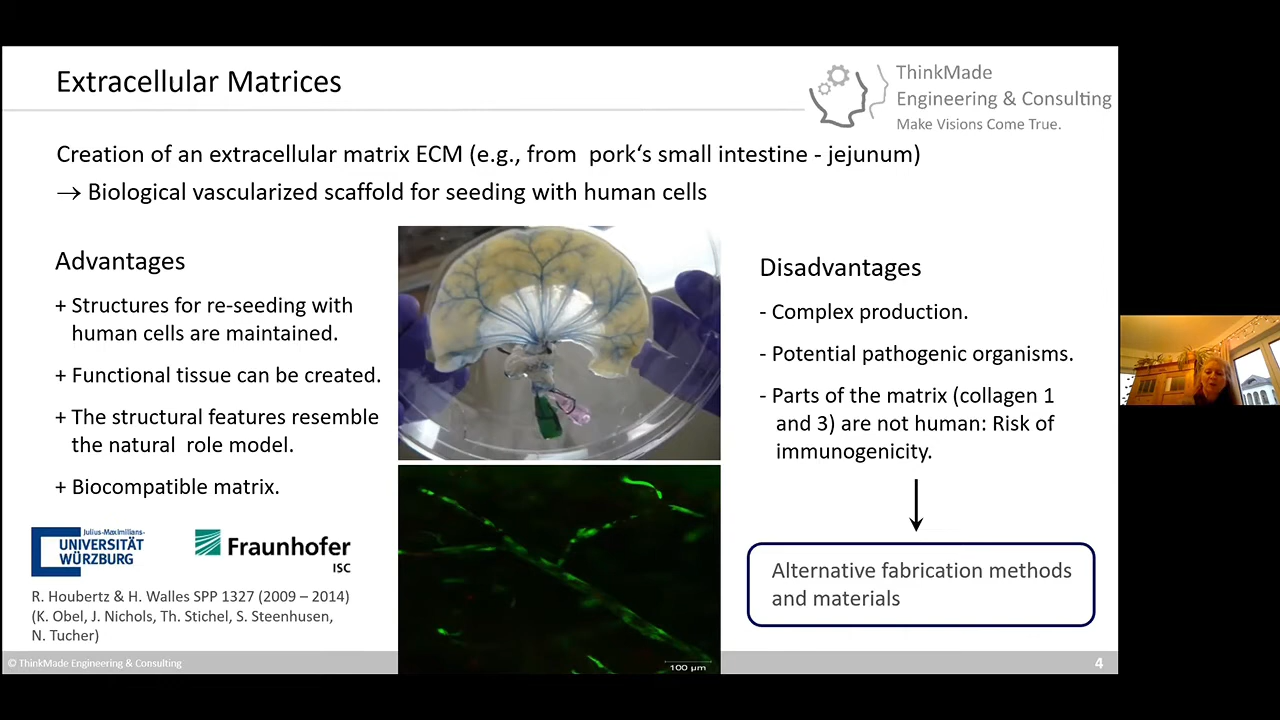 Extracellular Matrices
ThinkMade
Engineering & Consulting
Make Visions Come True.
Creation of an extracellular matrix ECM (e.g., from pork‘s small intestine - jejunum)
→ Biological vascularized scaffold for seeding with human cells
Advantages
+ Structures for re-seeding with
human cells are maintained.
+ Functional tissue can be created.
+ The structural features resemble
the natural role model.
+ Biocompatible matrix.
Julius-Maximilians-
UNIVERSITÄT
WÜRZBURG
Fraunhofer
ISC
R. Houbertz & H. Walles SPP 1327 (2009 – 2014)
(K. Obel, J. Nichols, Th. Stichel, S. Steenhusen,
N. Tucher)
100 µm
Disadvantages
- Complex production.
- Potential pathogenic organisms.
- Parts of the matrix (collagen 1
and 3) are not human: Risk of
immunogenicity.
Alternative fabrication methods
and materials
© ThinkMade Engineering & Consulting
4